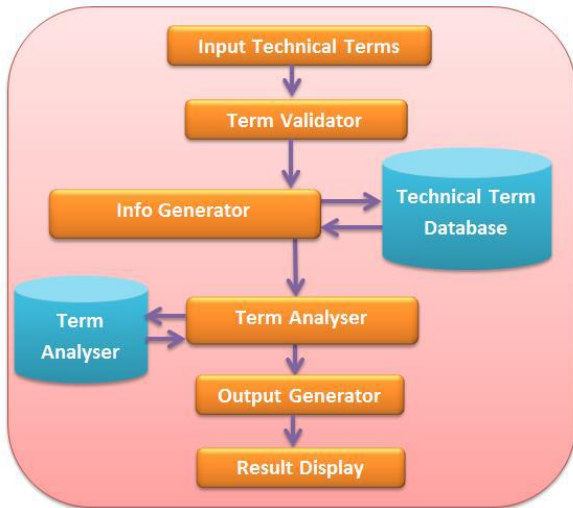 Input Technical Terms
Term Validator
Info Generator
Technical Term
Database
Term
Analyser
Term Analyser
Output Generator
Result Display